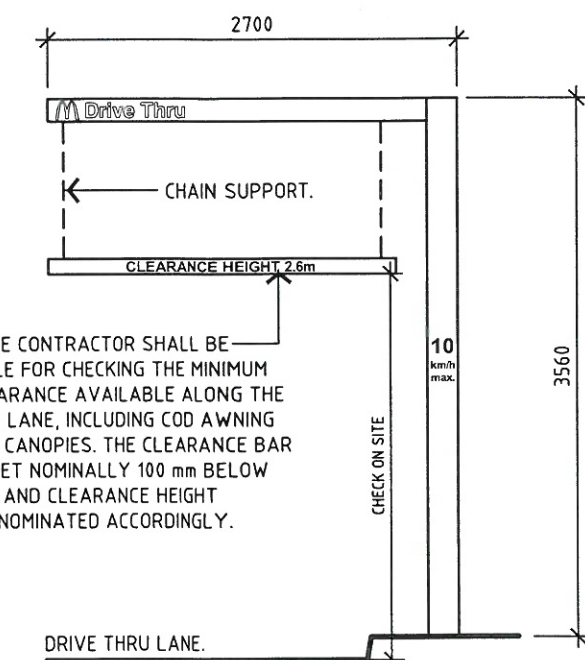 2700
Drive Thru
CHAIN SUPPORT.
CLEARANCE HEIGHT 2.6m
E CONTRACTOR SHALL BE
LE FOR CHECKING THE MINIMUM
ARANCE AVAILABLE ALONG THE
LANE, INCLUDING COD AWNING
CANOPIES. THE CLEARANCE BAR
ET NOMINALLY 100 mm BELOW
AND CLEARANCE HEIGHT
NOMINATED ACCORDINGLY.
10
km/h
max.
3560
CHECK ON SITE
DRIVE THRU LANE.